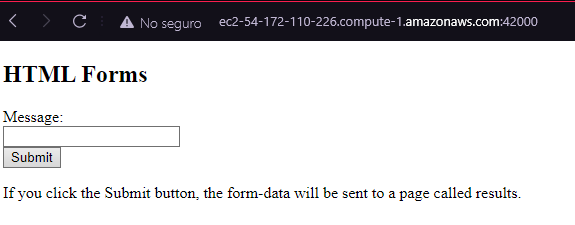 No seguro ec2-54-172-110-226.compute-1.amazonaws.com:42000
HTML Forms
Message:
Submit
If you click the Submit button, the form-data will be sent to a page called results.